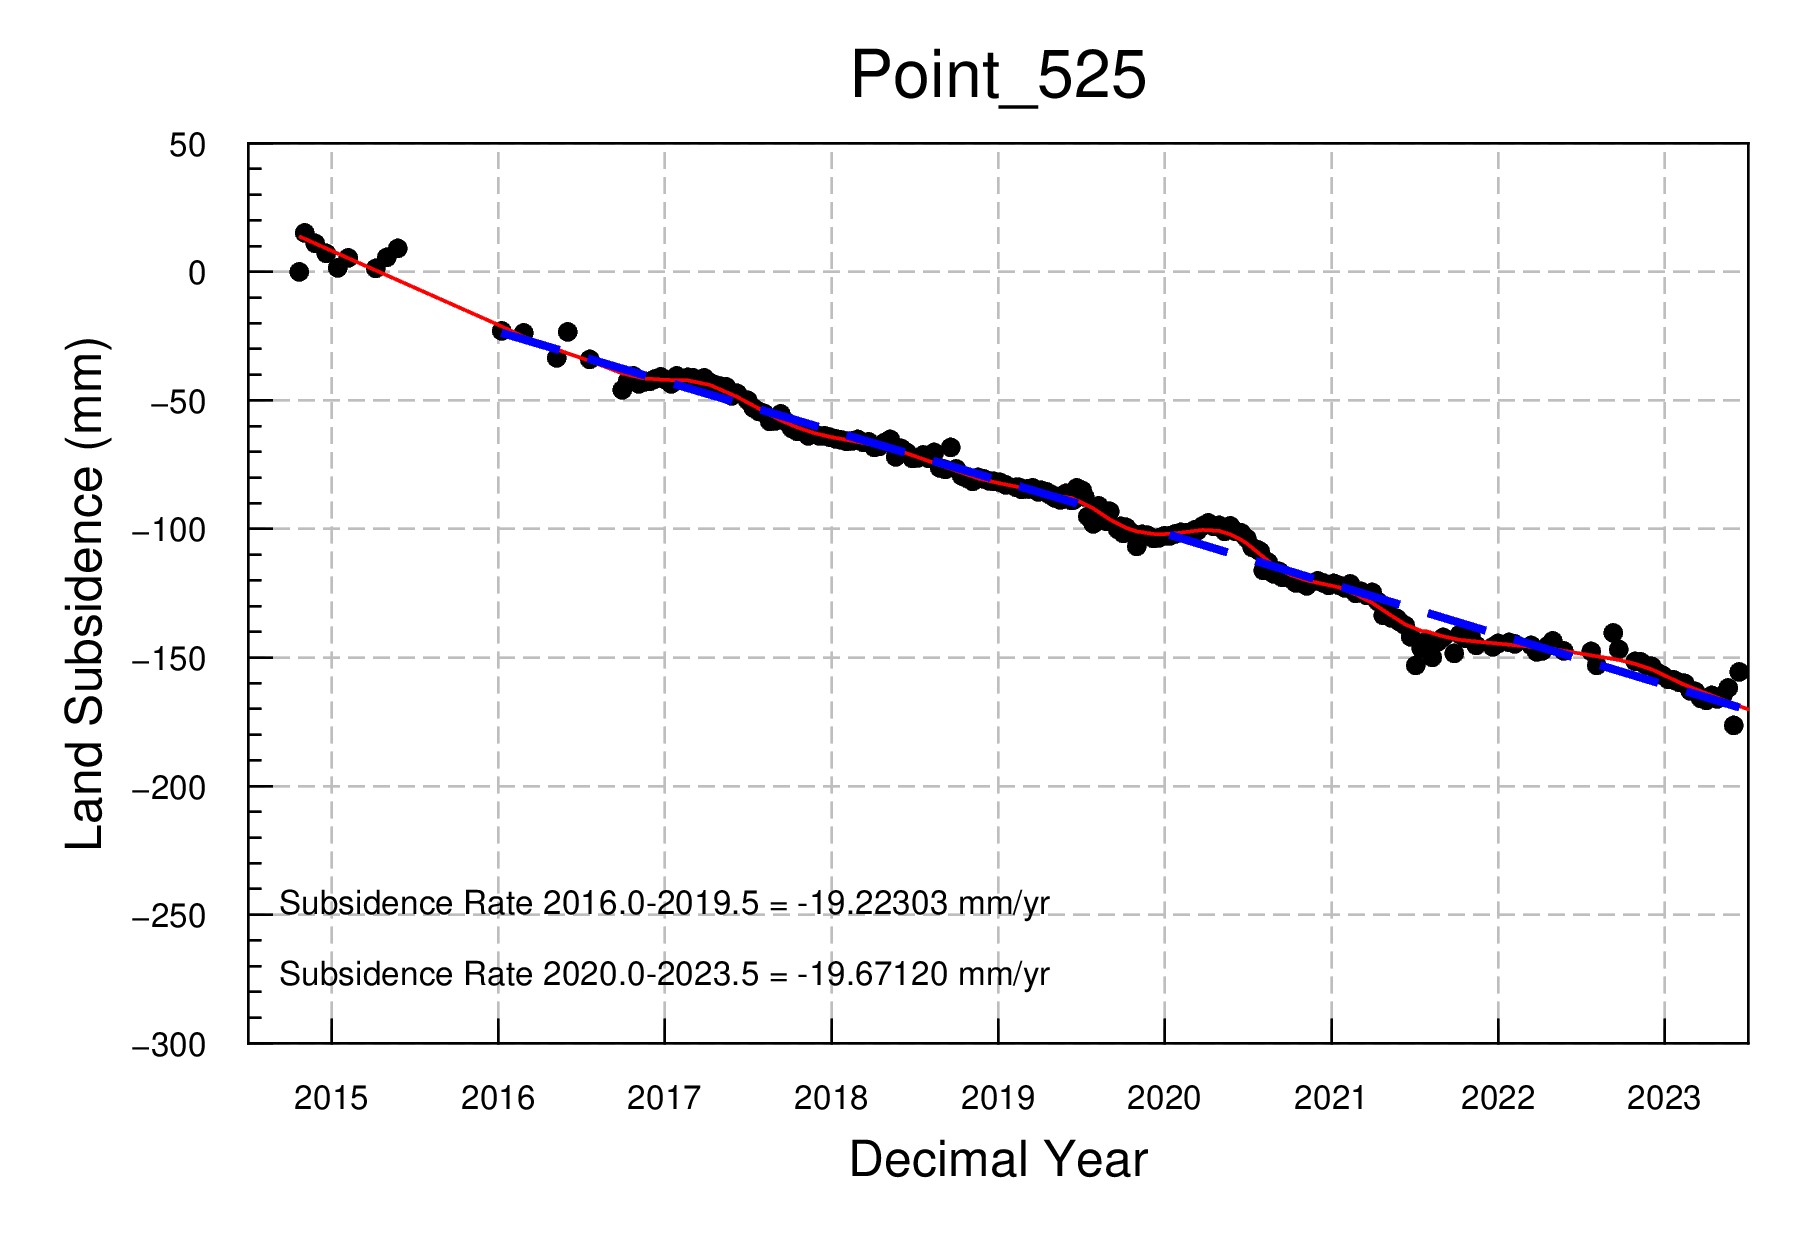 Point_525
50
0
−50
−100
−150
−200
−250
−300
Land Subsidence (mm)
Subsidence Rate 2016.0-2019.5 = -19.22303 mm/yr
Subsidence Rate 2020.0-2023.5 = -19.67120 mm/yr
2015 2016 2017 2018 2019 2020 2021 2022 2023
Decimal Year